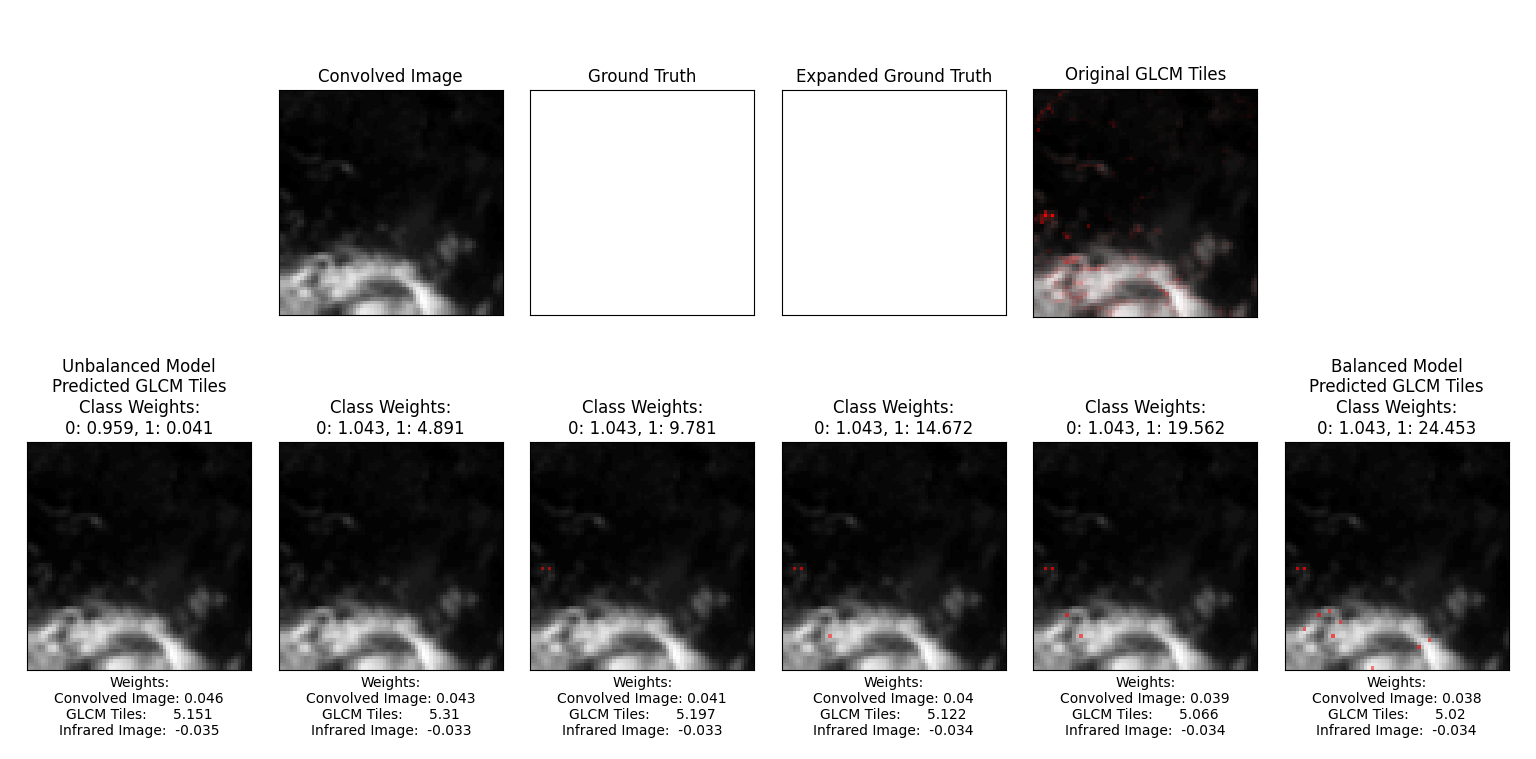 Convolved Image
Ground Truth
Expanded Ground Truth
Original GLCM Tiles
Unbalanced Model
Predicted GLCM Tiles
Class Weights:
0: 0.959, 1: 0.041
Class Weights:
0: 1.043, 1: 4.891
Class Weights:
0: 1.043, 1: 9.781
Class Weights:
0: 1.043, 1: 14.672
Class Weights:
0: 1.043, 1: 19.562
Balanced Model
Predicted GLCM Tiles
Class Weights:
0: 1.043, 1: 24.453
Weights:
Convolved Image: 0.046
GLCM Tiles: 5.151
Infrared Image: -0.035
Weights:
Convolved Image: 0.043
GLCM Tiles: 5.31
Infrared Image: -0.033
Weights:
Convolved Image: 0.041
GLCM Tiles: 5.197
Infrared Image: -0.033
Weights:
Convolved Image: 0.04
GLCM Tiles: 5.122
Infrared Image: -0.034
Weights:
Convolved Image: 0.039
GLCM Tiles: 5.066
Infrared Image: -0.034
Weights:
Convolved Image: 0.038
GLCM Tiles: 5.02
Infrared Image: -0.034